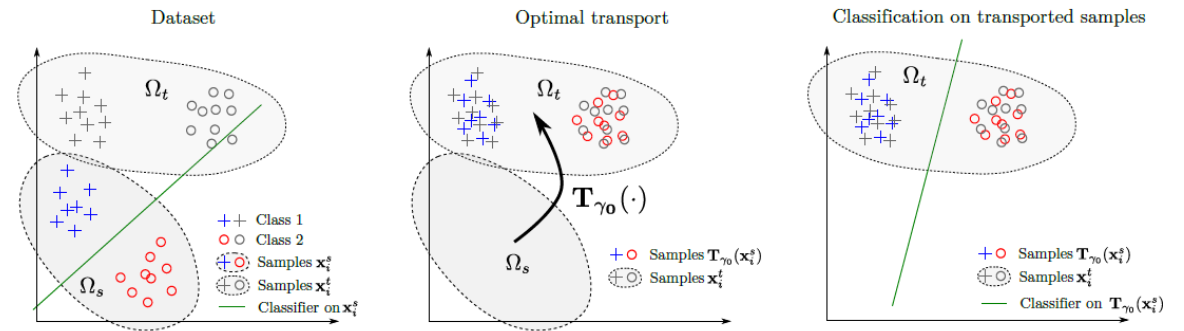 Dataset
Ω_t
Ω_s
Class 1
Class 2
Samples x_i^s
Samples x_i^t
Classifier on x_i^s
Optimal transport
Ω_t
T_γ₀(·)
Ω_s
Samples T_γ₀(x_i^s)
Samples x_i^t
Classification on transported samples
Ω_t
Samples T_γ₀(x_i^s)
Samples x_i^t
Classifier on T_γ₀(x_i^s)